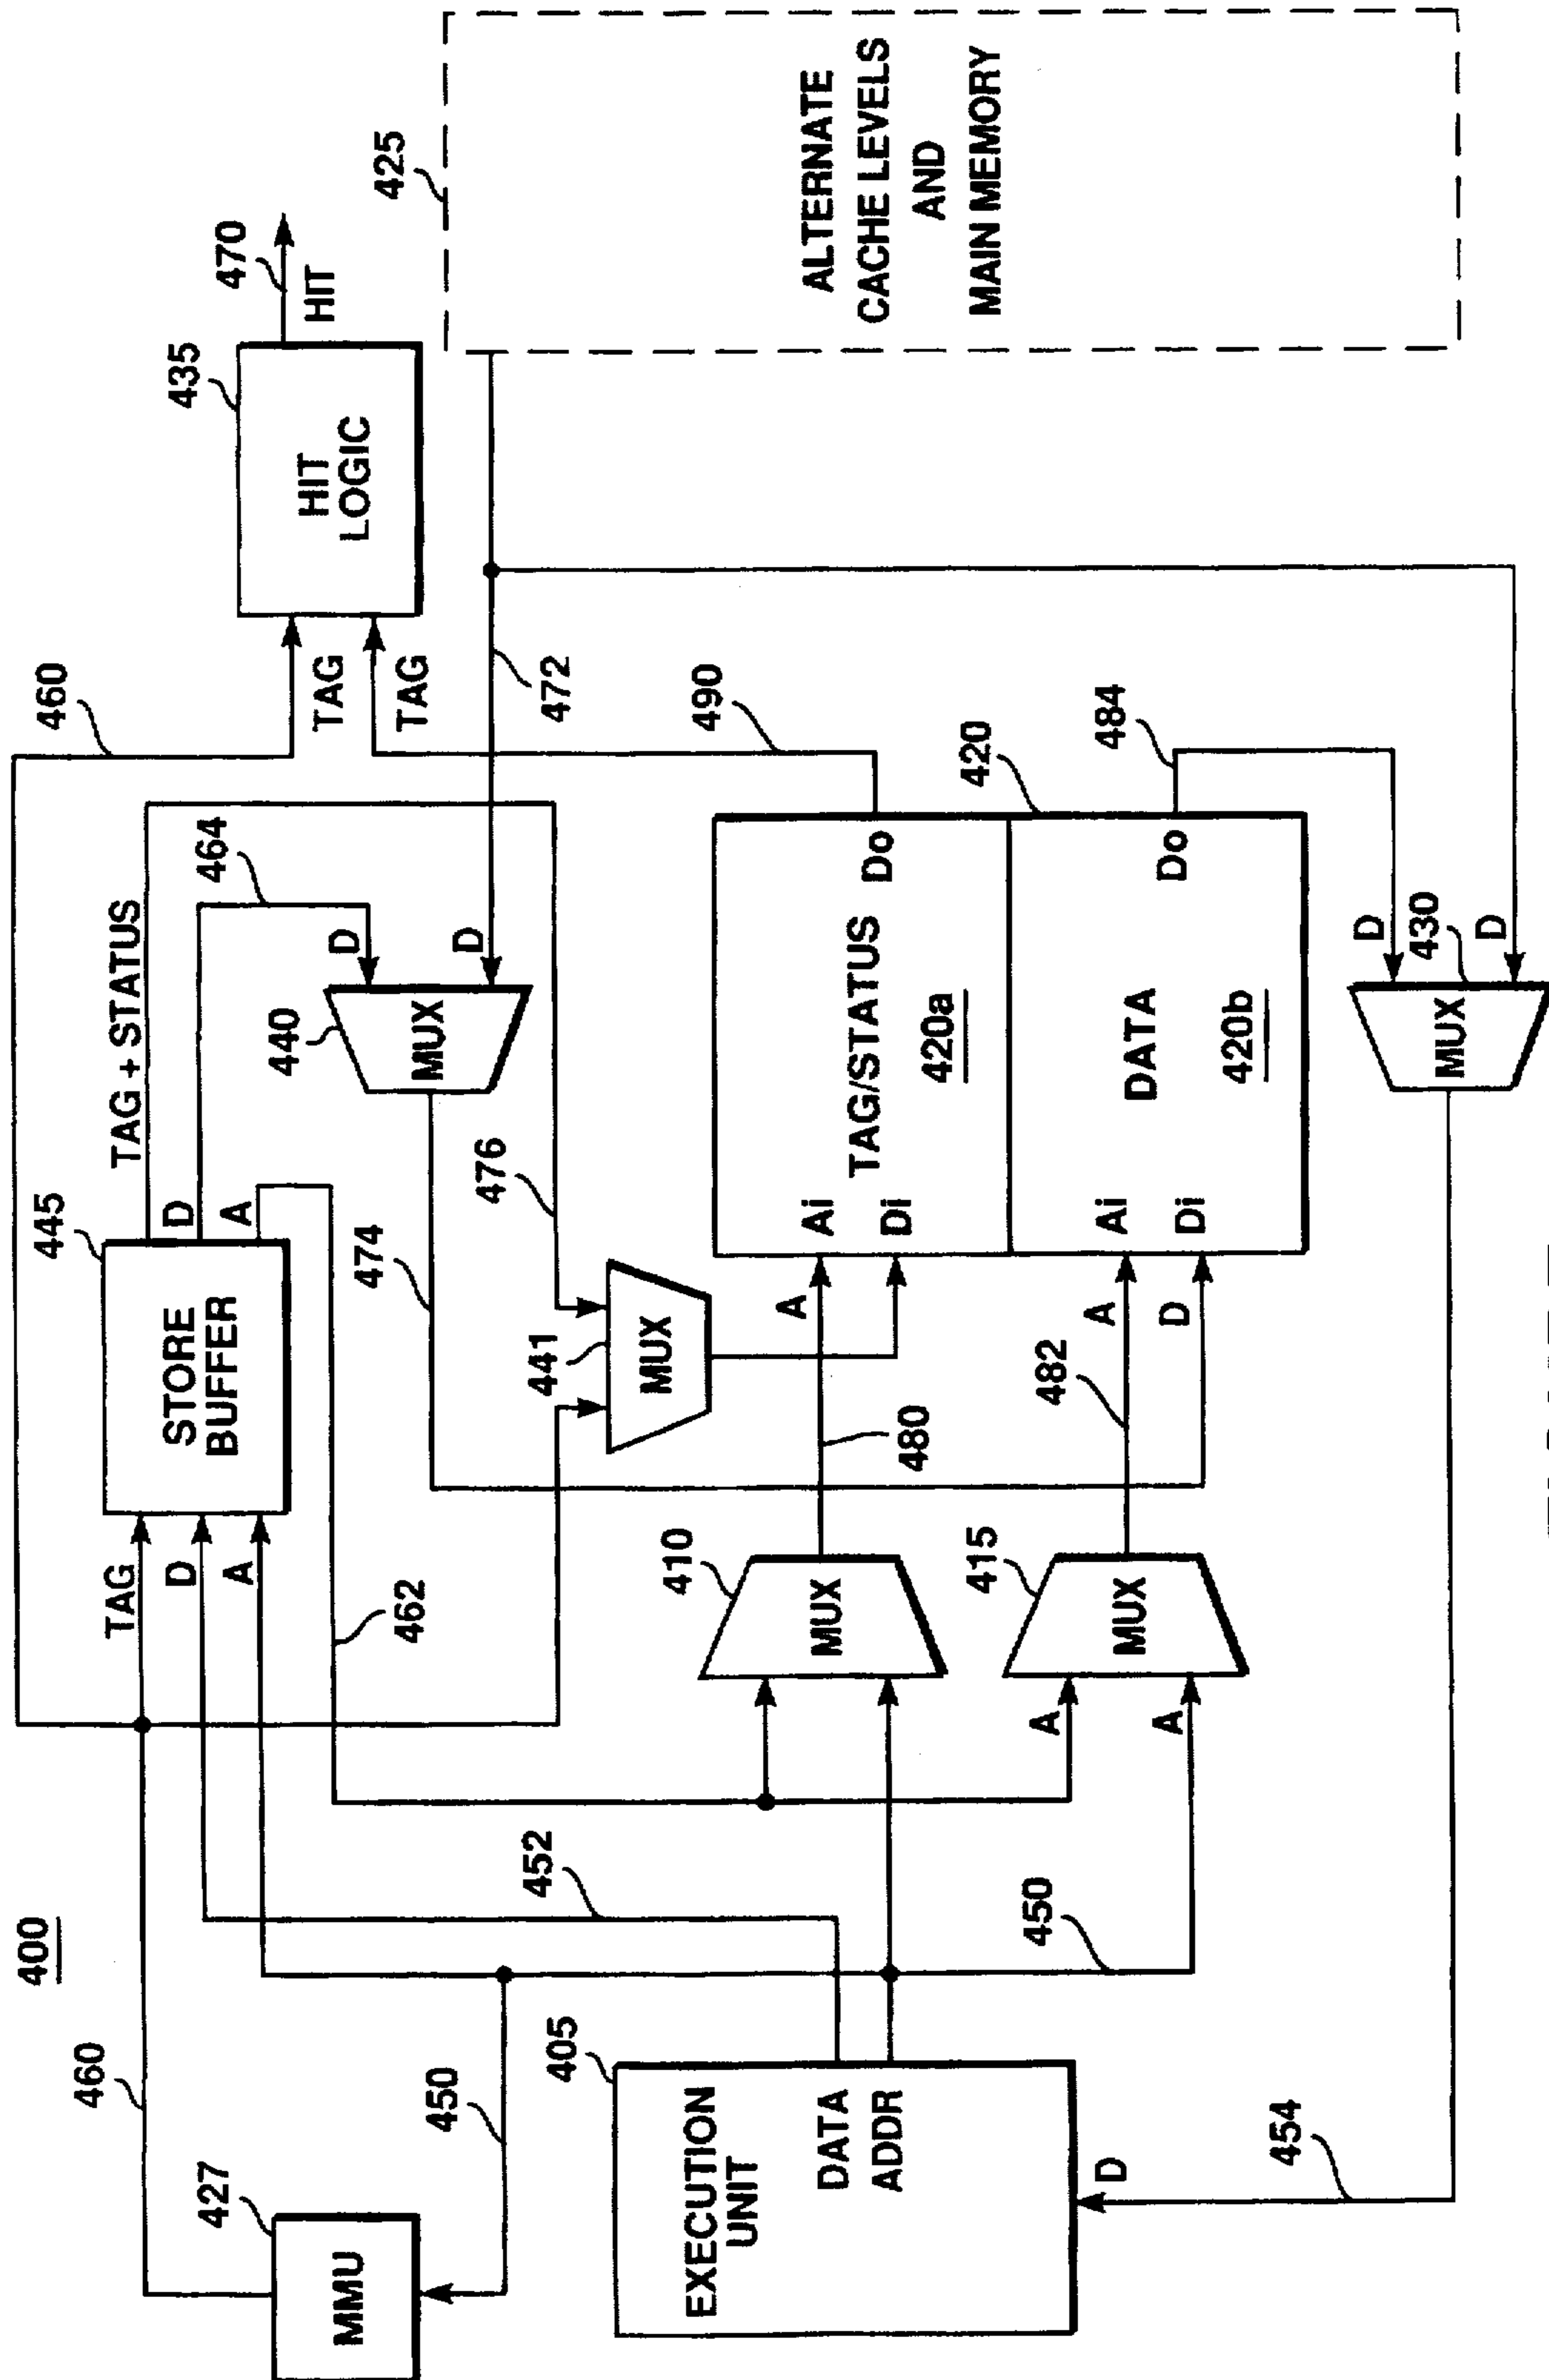 400
460
427
MMU
450
405
EXECUTION
UNIT
DATA
ADDR
D
454
452
450
TAG
D
A
445
STORE
BUFFER
TAG + STATUS
D
A
462
464
D
D
440
MUX
474
476
441
MUX
410
MUX
A
A
415
MUX
480
A
482
A
D
Ai
Di
TAG/STATUS
420a
Do
Ai
Di
DATA
420b
Do
420
490
484
D
D
430
MUX
460
TAG
TAG
472
435
HIT
LOGIC
470
HIT
425
ALTERNATE
CACHE LEVELS
AND
MAIN MEMORY